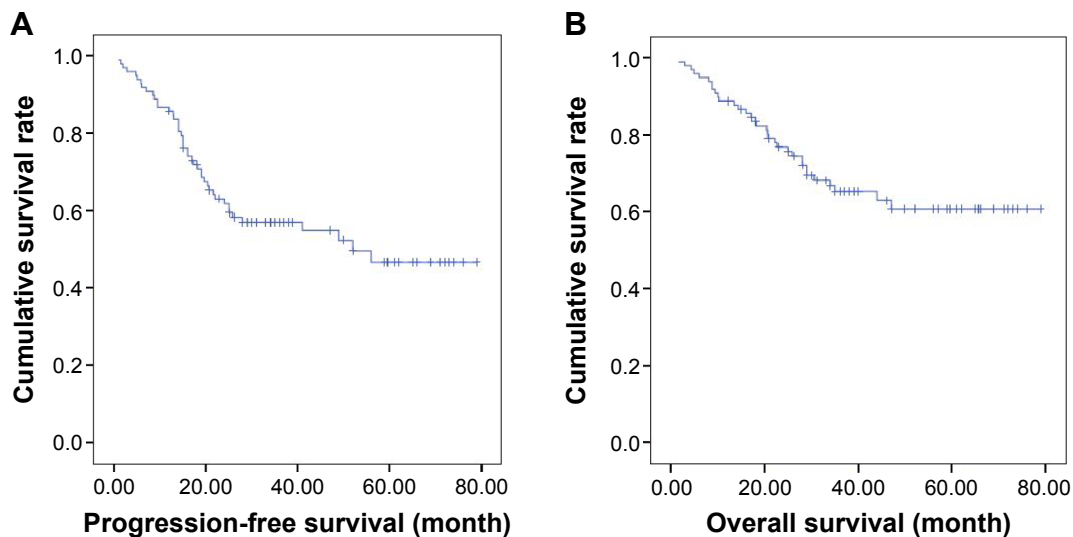 A
Cumulative survival rate
1.0
0.8
0.6
0.4
0.2
0.0
0.00 20.00 40.00 60.00 80.00
Progression-free survival (month)
B
Cumulative survival rate
1.0
0.8
0.6
0.4
0.2
0.0
0.00 20.00 40.00 60.00 80.00
Overall survival (month)